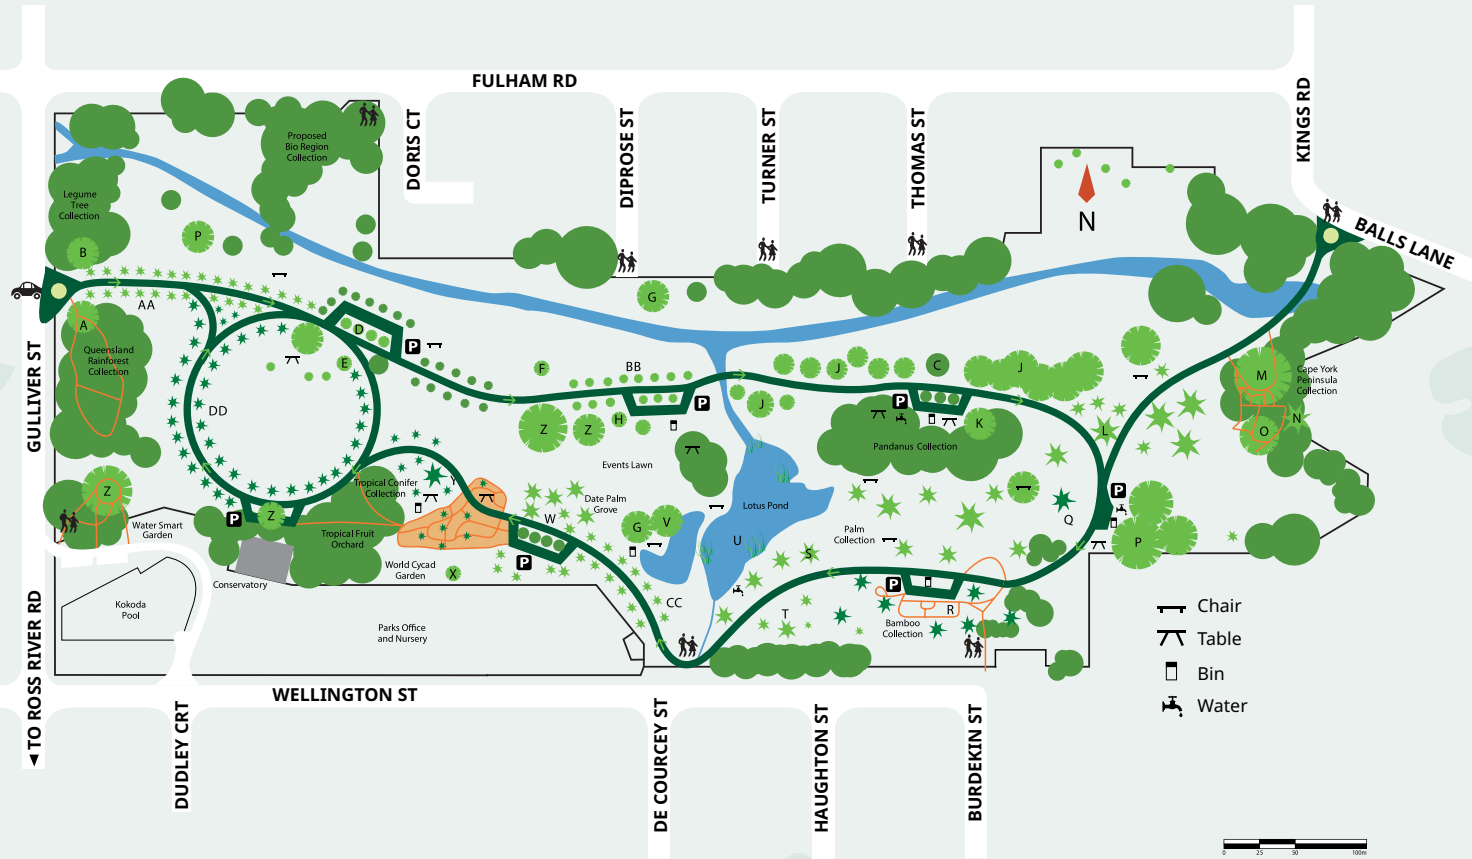 FULHAM RD
KINGS RD
DORIS CT
DIPROSE ST
TURNER ST
THOMAS ST
BALLS LANE
Proposed
Bio Region
Collection
Legume
Tree
Collection
N
P
B
G
AA
A
D
P
E
F
BB
J
C
J
M
Cape York
Peninsula
Collection
Queensland
Rainforest
Collection
GULLIVER ST
DD
Z
Z
H
P
J
P
K
L
N
O
Pandanus Collection
Events Lawn
Tropical Conifer
Collection
Y
Z
P
Z
Water Smart
Garden
Tropical Fruit
Orchard
W
Date Palm
Grove
G
V
Lotus Pond
U
Palm
Collection
S
Q
P
P
Conservatory
World Cycad
Garden
X
P
CC
T
P
R
Bamboo
Collection
Kokoda
Pool
Parks Office
and Nursery
Chair
Table
Bin
Water
WELLINGTON ST
TO ROSS RIVER RD
DUDLEY CRT
DE COURCEY ST
HAUGHTON ST
BURDEKIN ST
0 25 50 100m